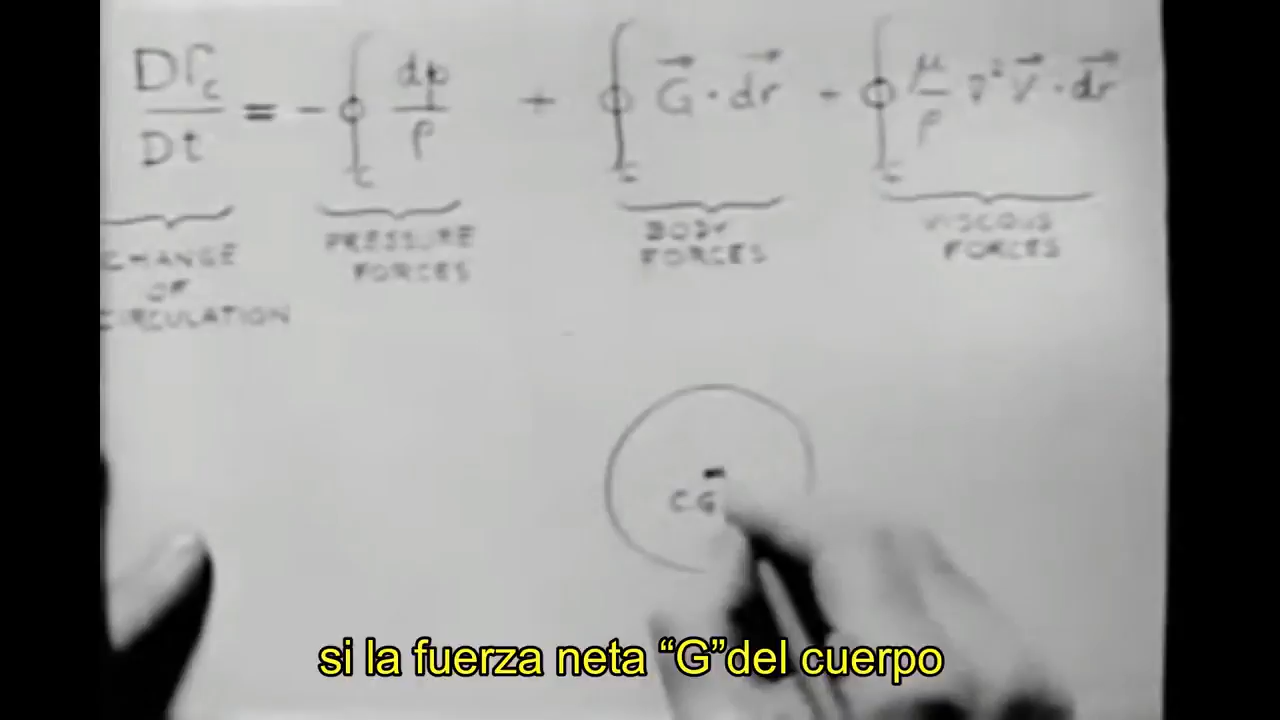 DΓc/Dt = - ∮c dp/ρ + ∮c G⃗ · dr⃗ + ∮c μ/ρ ∇² V⃗ · dr⃗
CHANGE OF CIRCULATION
PRESSURE FORCES
BODY FORCES
VISCOUS FORCES
CG
si la fuerza neta “G”del cuerpo